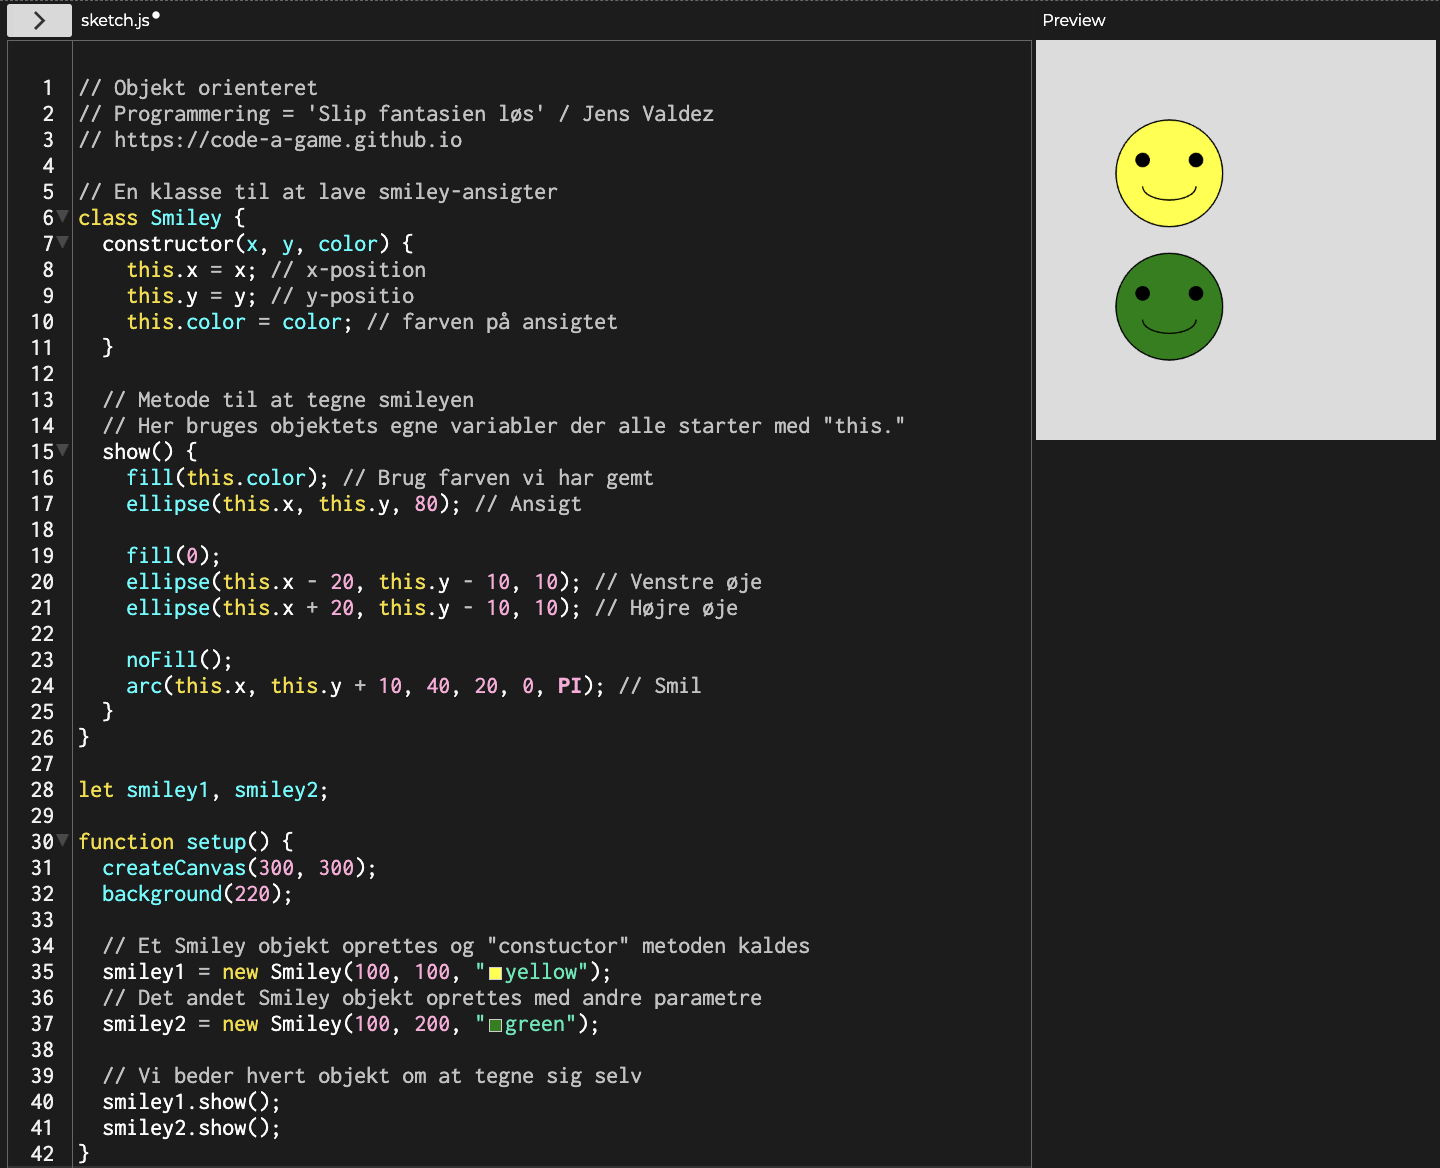 sketch.js
Preview
1 // Objekt orienteret
2 // Programmering = 'Slip fantasien løs' / Jens Valdez
3 // https://code-a-game.github.io
4
5 // En klasse til at lave smiley-ansigter
6 class Smiley {
7 constructor(x, y, color) {
8 this.x = x; // x-position
9 this.y = y; // y-positio
10 this.color = color; // farven på ansigtet
11 }
12
13 // Metode til at tegne smileyen
14 // Her bruges objektets egne variabler der alle starter med "this."
15 show() {
16 fill(this.color); // Brug farven vi har gemt
17 ellipse(this.x, this.y, 80); // Ansigt
18
19 fill(0);
20 ellipse(this.x - 20, this.y - 10, 10); // Venstre øje
21 ellipse(this.x + 20, this.y - 10, 10); // Højre øje
22
23 noFill();
24 arc(this.x, this.y + 10, 40, 20, 0, PI); // Smil
25 }
26 }
27
28 let smiley1, smiley2;
29
30 function setup() {
31 createCanvas(300, 300);
32 background(220);
33
34 // Et Smiley objekt oprettes og "constuctor" metoden kaldes
35 smiley1 = new Smiley(100, 100, "yellow");
36 // Det andet Smiley objekt oprettes med andre parametre
37 smiley2 = new Smiley(100, 200, "green");
38
39 // Vi beder hvert objekt om at tegne sig selv
40 smiley1.show();
41 smiley2.show();
42 }